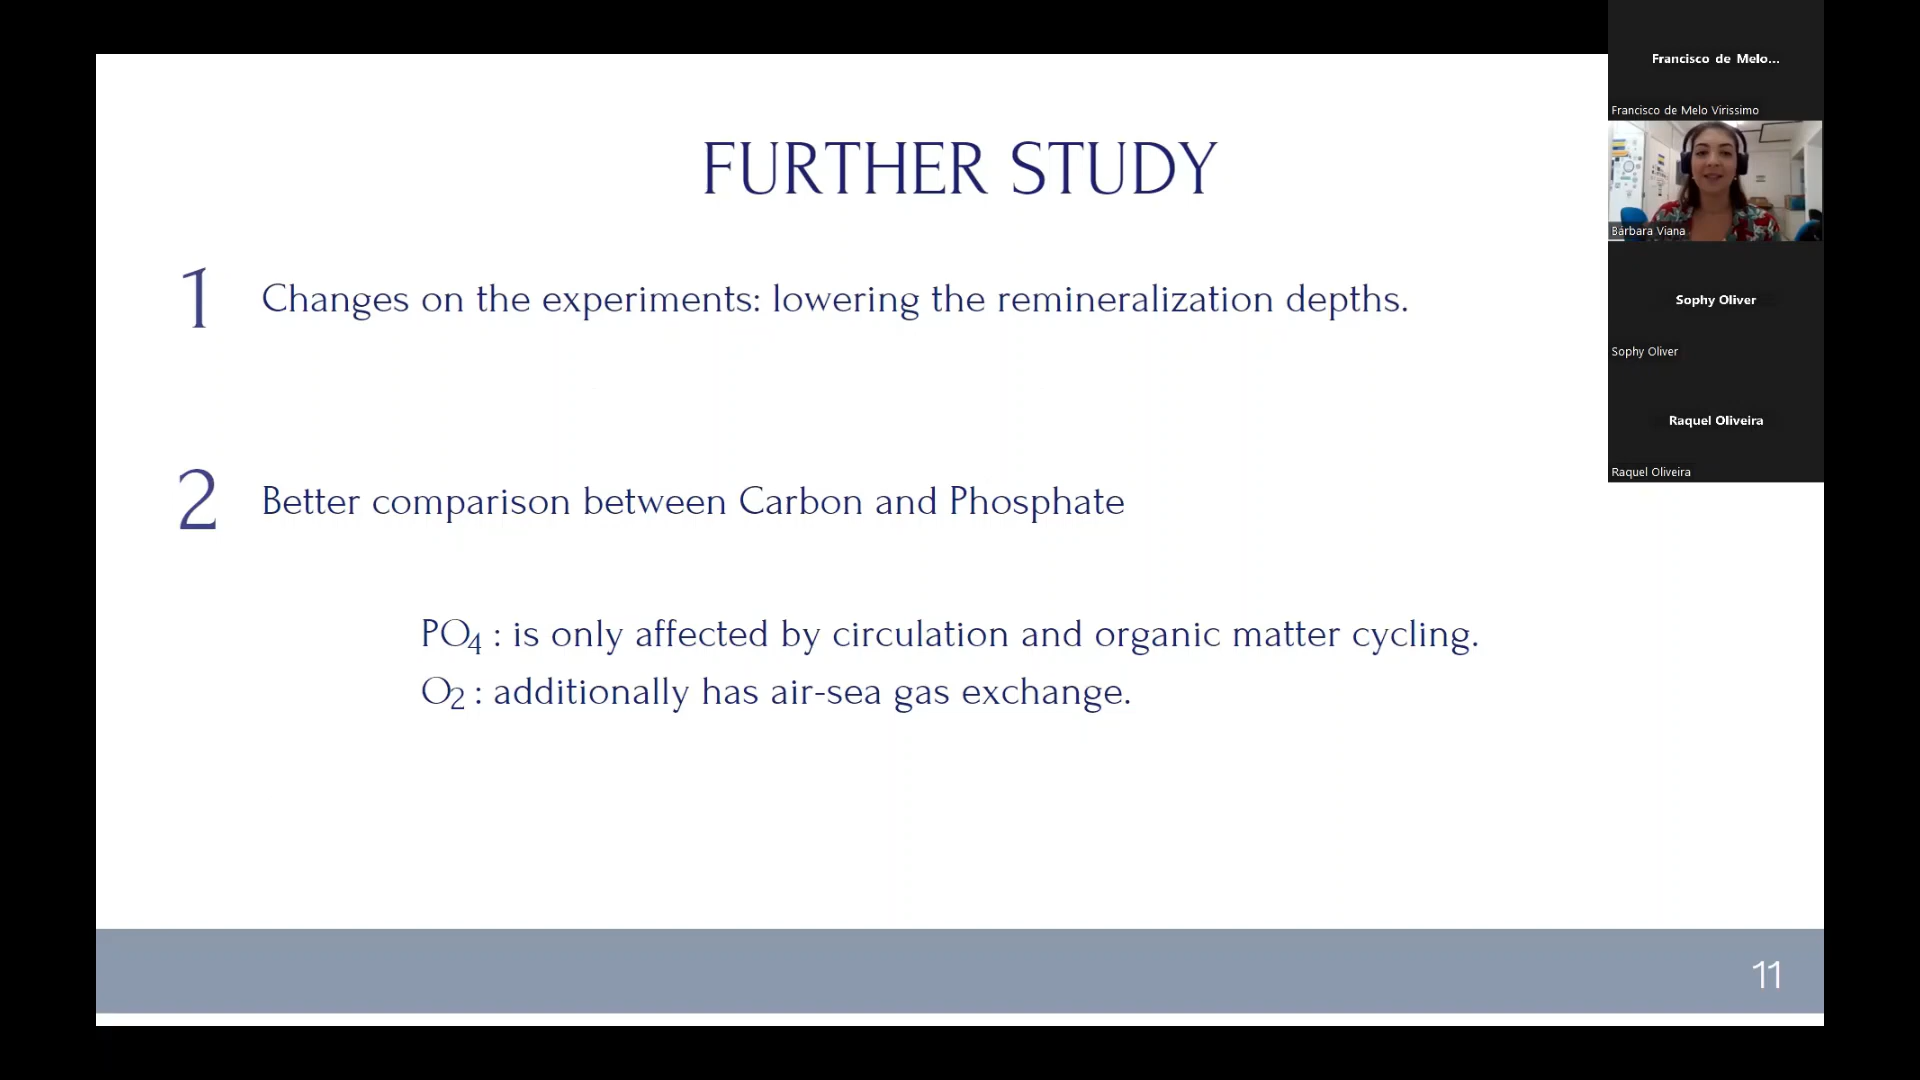 FURTHER STUDY
1 Changes on the experiments: lowering the remineralization depths.
2 Better comparison between Carbon and Phosphate
PO4 : is only affected by circulation and organic matter cycling.
O2 : additionally has air-sea gas exchange.
11
Francisco de Melo...
Francisco de Melo Virissimo
Bárbara Viana
Sophy Oliver
Sophy Oliver
Raquel Oliveira
Raquel Oliveira